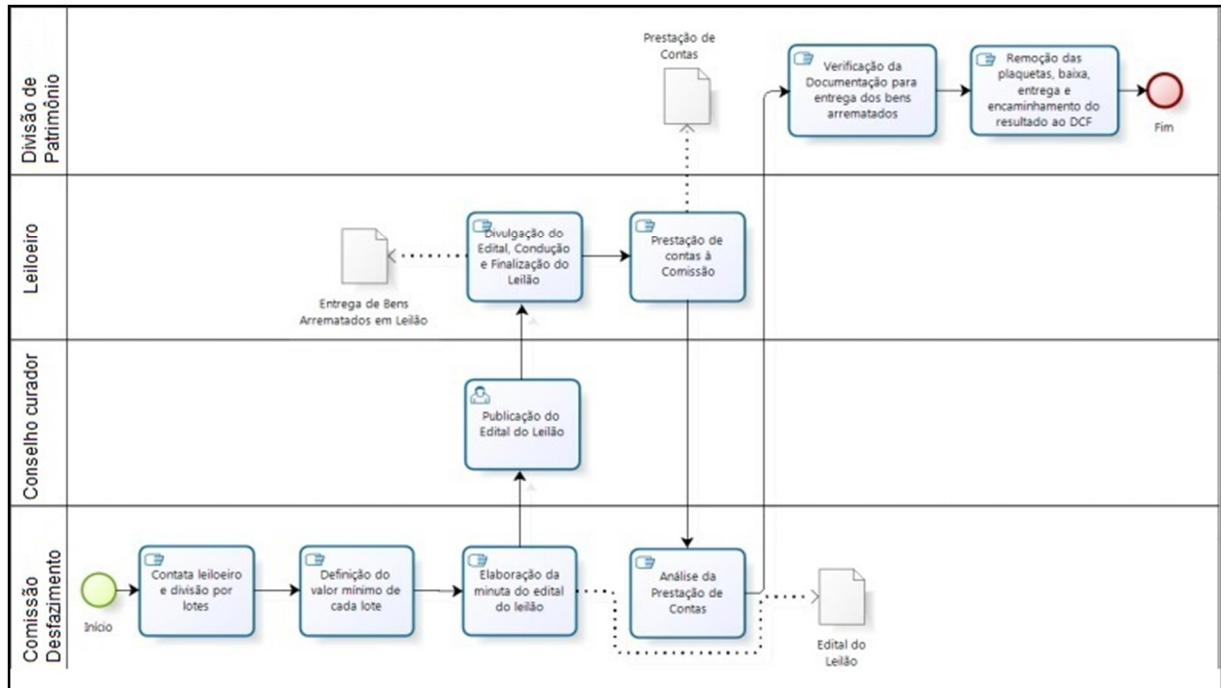 Divisão de
Patrimônio
Prestação de
Contas
Verificação da
Documentação para
entrega dos bens
arrematados
Remoção das
plaquetas, baixa,
entrega e
encaminhamento do
resultado ao DCF
Fim
Leiloeiro
Entrega de Bens
Arrematados em Leilão
Divulgação do
Edital, Condução
e Finalização do
Leilão
Prestação de
contas à
Comissão
Conselho curador
Publicação do
Edital do Leilão
Comissão
Desfazimento
Início
Contata leiloeiro
e divisão por
lotes
Definição do
valor mínimo de
cada lote
Elaboração da
minuta do edital
do leilão
Análise da
Prestação de
Contas
Edital do
Leilão